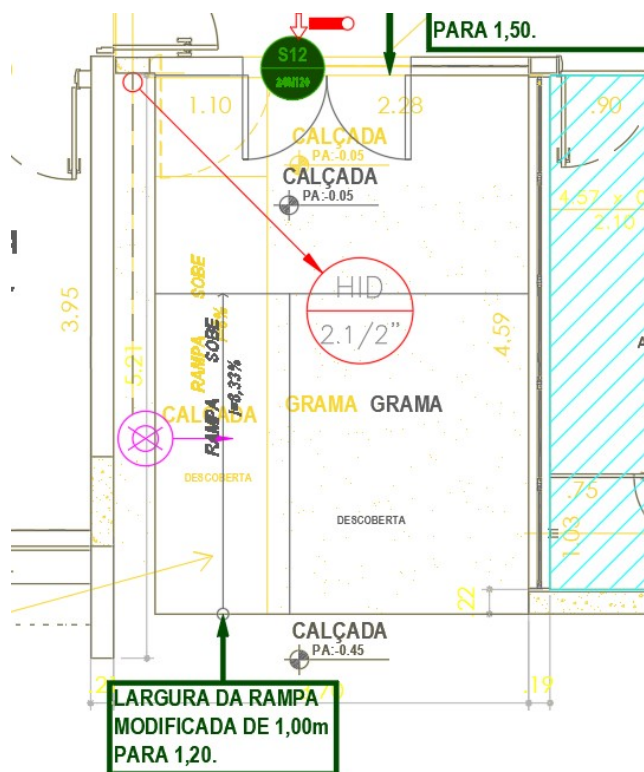 PARA 1,50.
S12
1.10
2.28
.90
CALÇADA
PA:-0.05
CALÇADA
PA:-0.05
2.10
HID
2.1/2"
3.95
5.21
4,59
RAMPA SOBE
RAMPA SOBE
i=8,33%
CALÇADA
GRAMA
GRAMA
DESCOBERTA
DESCOBERTA
.75
1.03
.22
CALÇADA
PA:-0.45
.19
LARGURA DA RAMPA
MODIFICADA DE 1,00m
PARA 1,20.